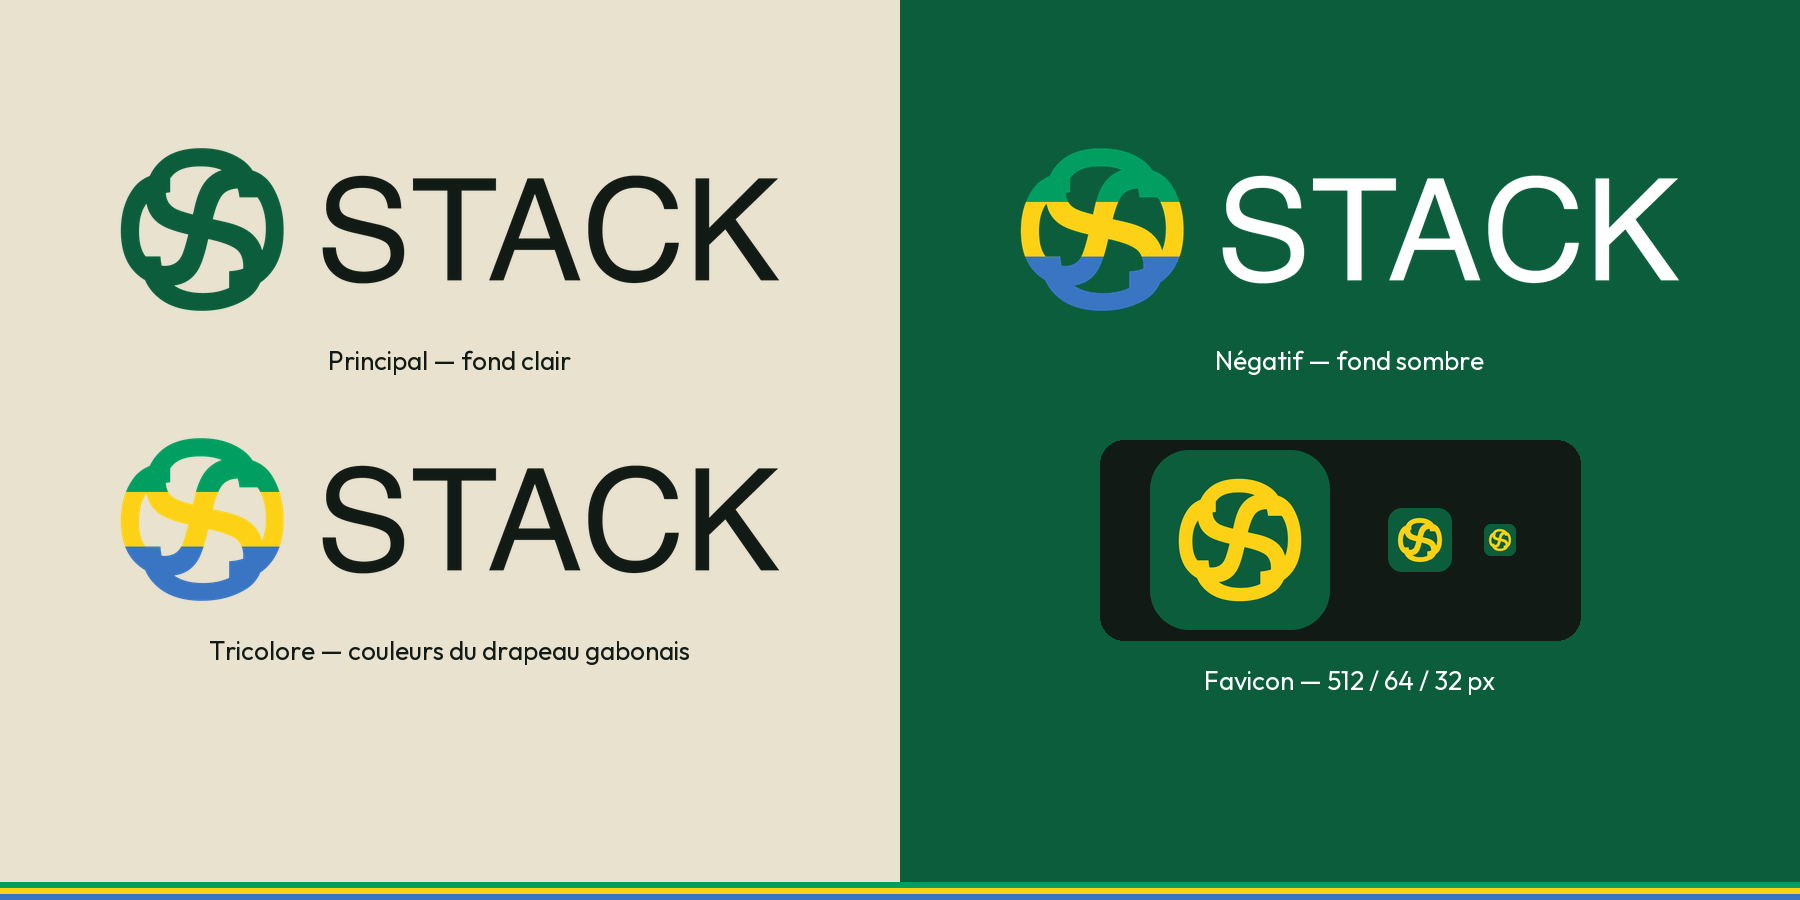 STACK
Principal — fond clair
STACK
Tricolore — couleurs du drapeau gabonais
STACK
Négatif — fond sombre
Favicon — 512 / 64 / 32 px